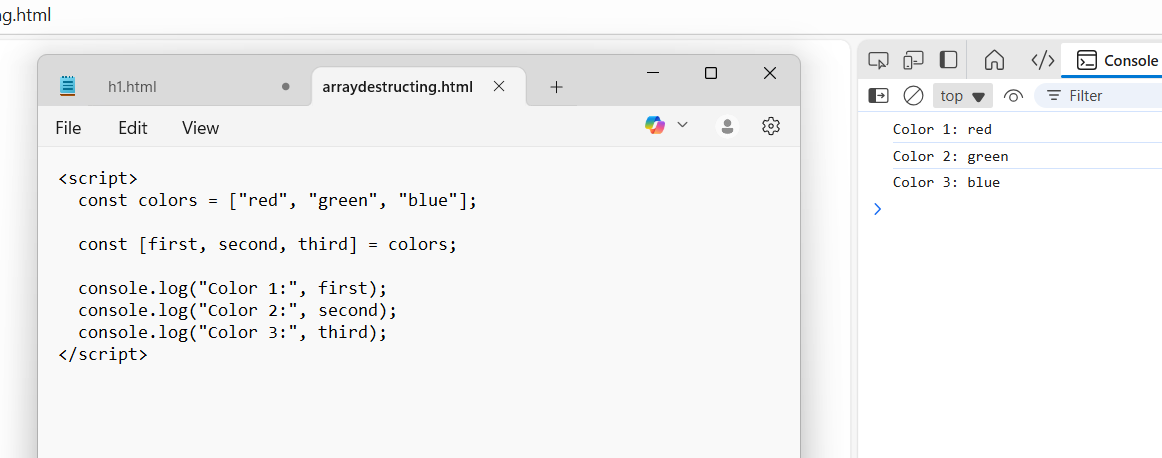 g.html
h1.html
arraydestructing.html
File Edit View
<script>
const colors = ["red", "green", "blue"];
const [first, second, third] = colors;
console.log("Color 1:", first);
console.log("Color 2:", second);
console.log("Color 3:", third);
</script>
Console
top
Filter
Color 1: red
Color 2: green
Color 3: blue